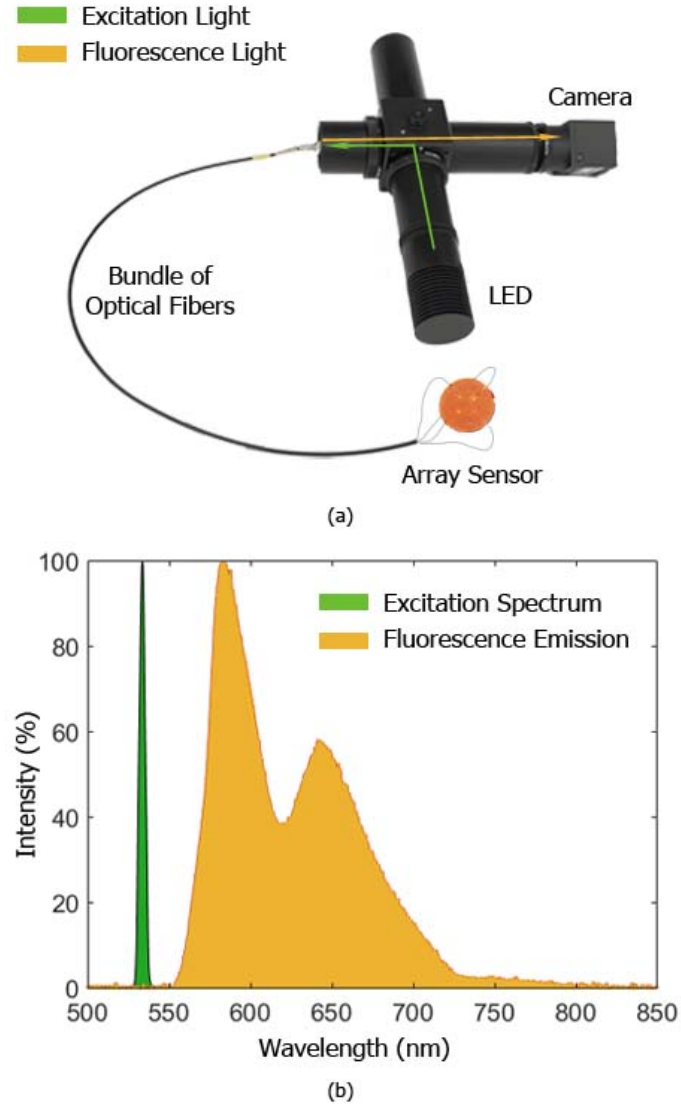 Excitation Light
Fluorescence Light
Camera
Bundle of
Optical Fibers
LED
Array Sensor
(a)
100
80
60
40
20
0
Intensity (%)
Excitation Spectrum
Fluorescence Emission
500 550 600 650 700 750 800 850
Wavelength (nm)
(b)